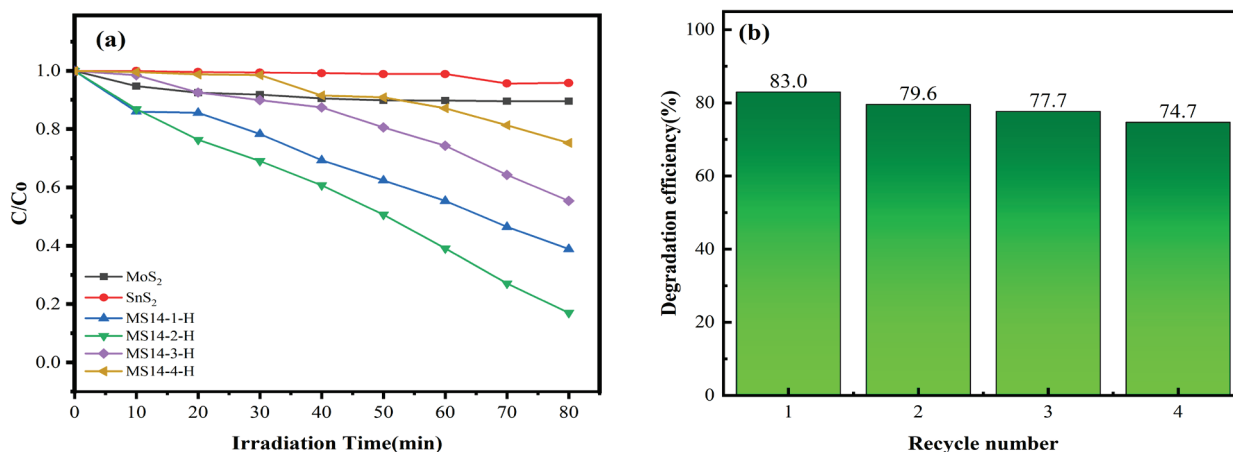 (a)
C/Co
1.0
0.8
0.6
0.4
0.2
0.0
MoS₂
SnS₂
MS14-1-H
MS14-2-H
MS14-3-H
MS14-4-H
0 10 20 30 40 50 60 70 80
Irradiation Time(min)
(b)
Degradation efficiency(%)
100
80
60
40
20
0
83.0
79.6
77.7
74.7
1 2 3 4
Recycle number